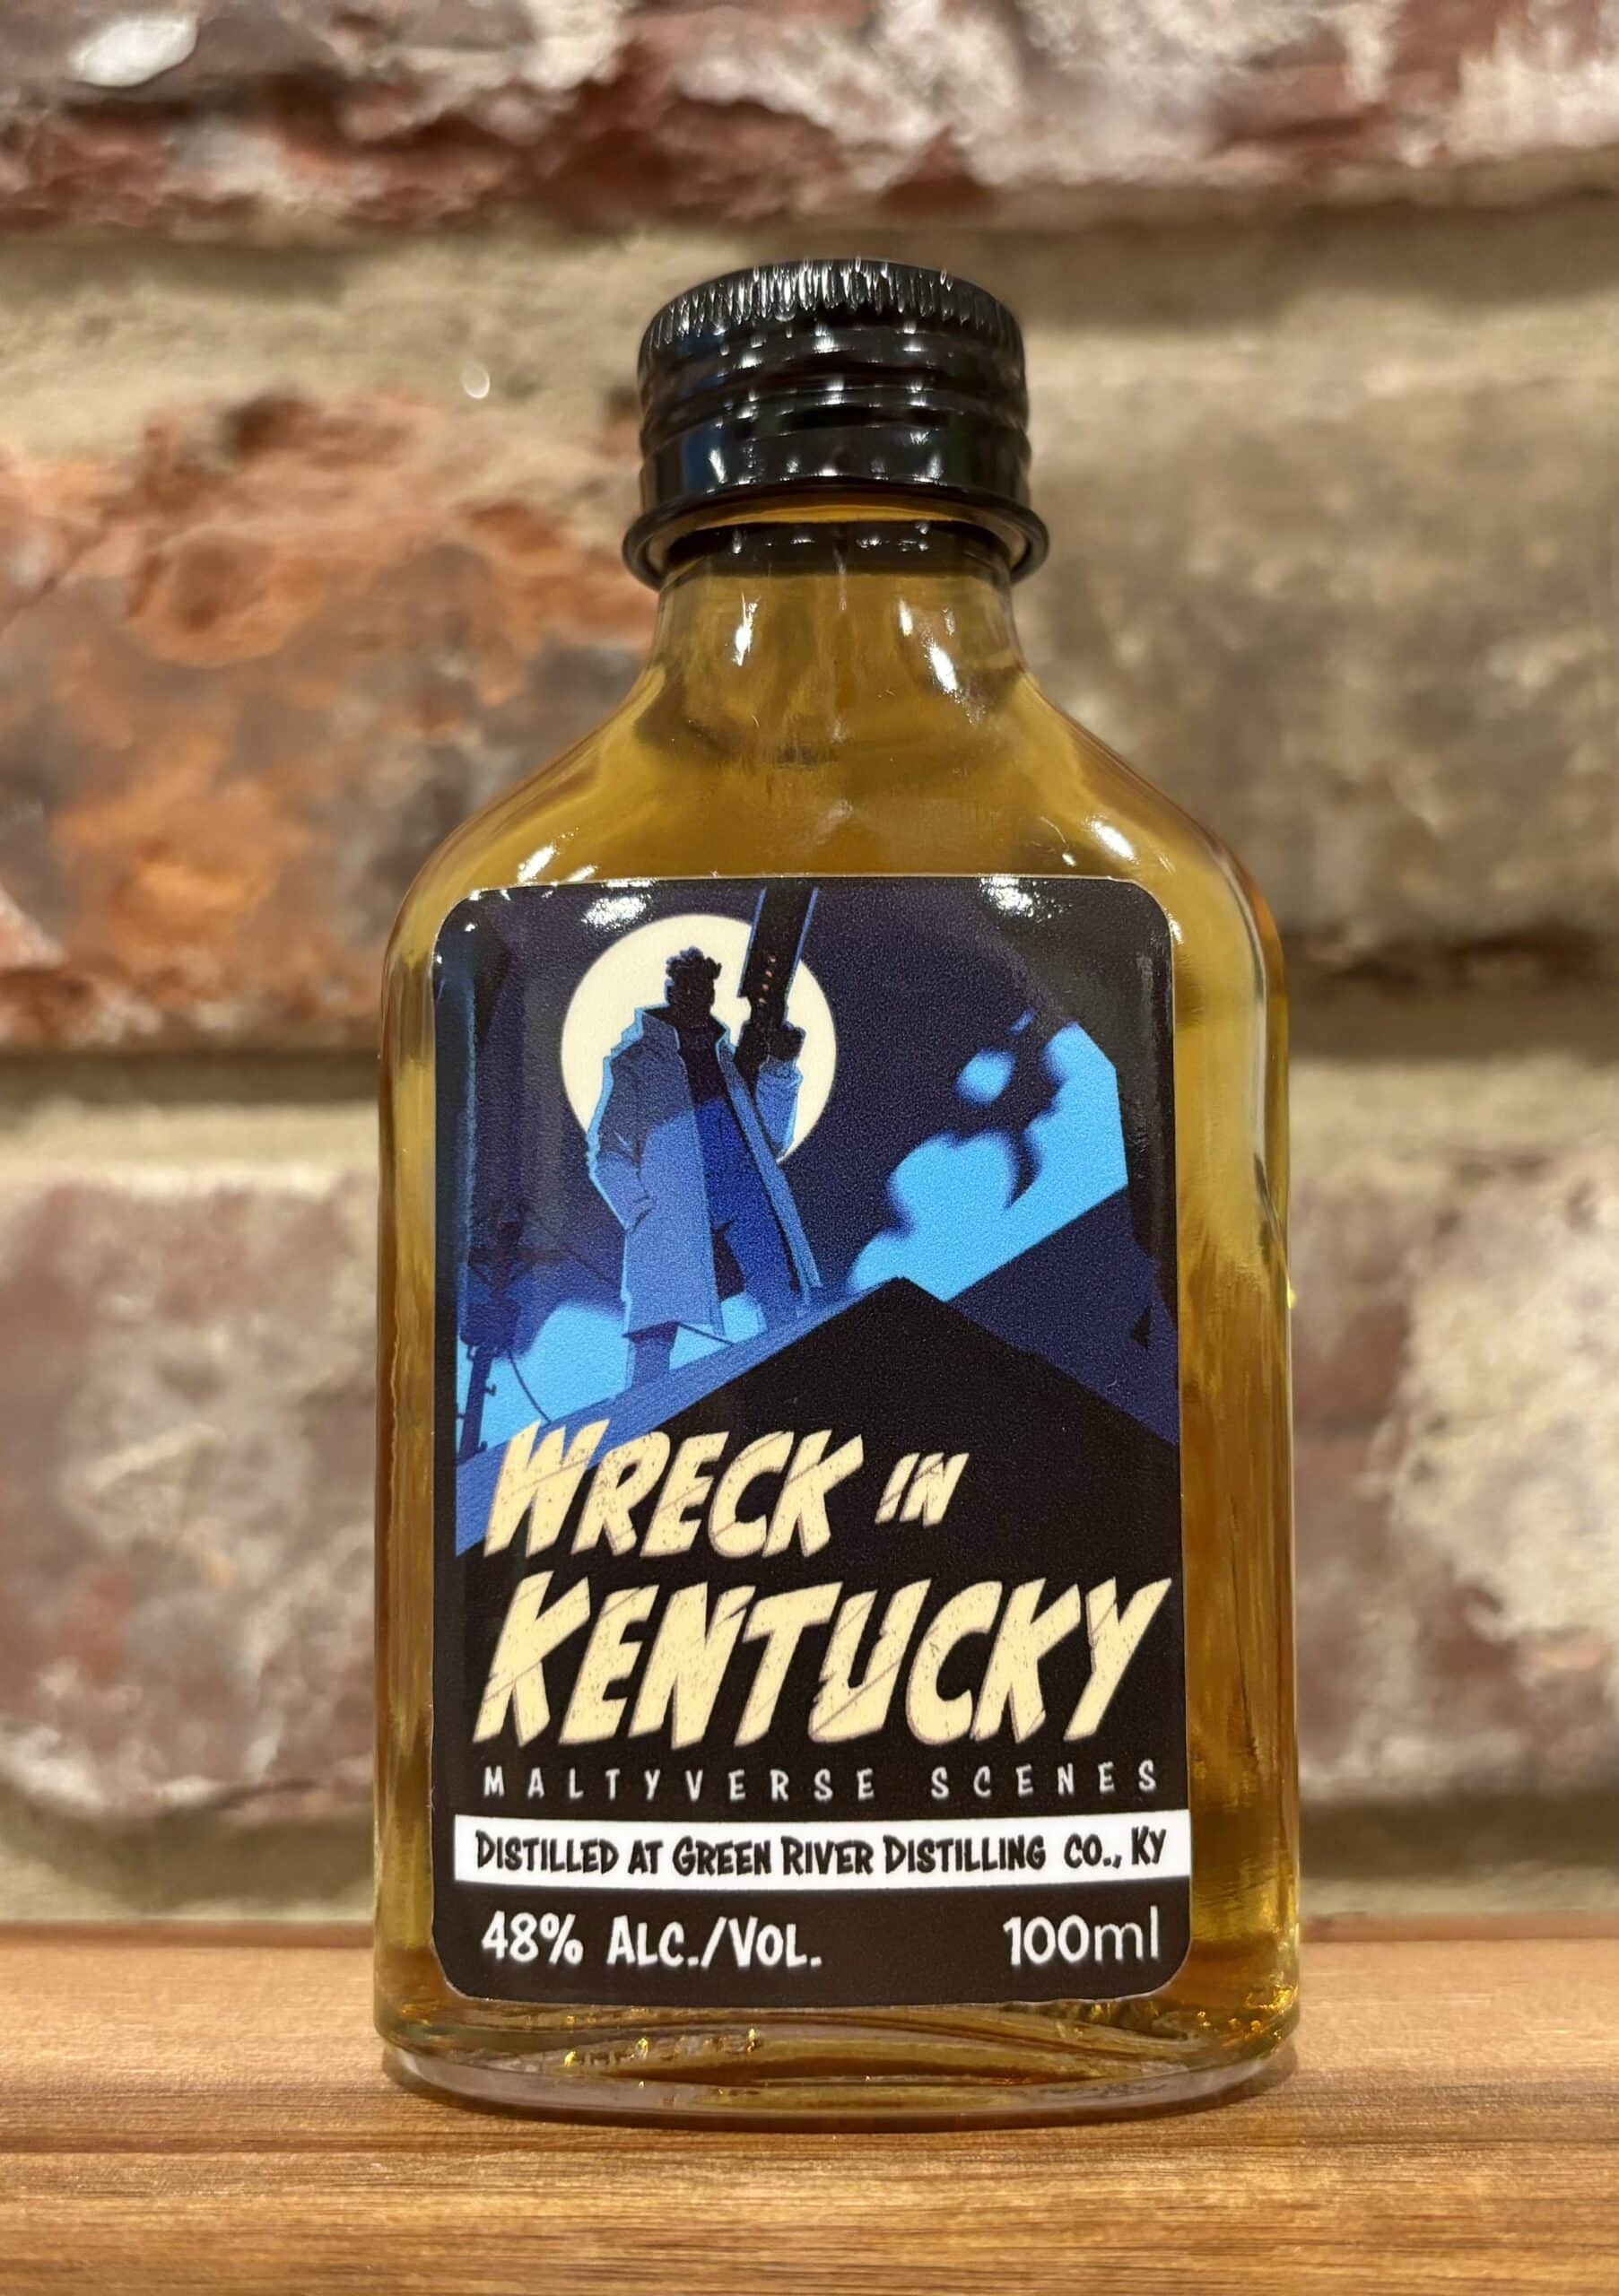 WRECK IN
KENTUCKY
MALTYVERSE SCENES
DISTILLED AT GREEN RIVER DISTILLING CO., KY
48% ALC./VOL. 100ml